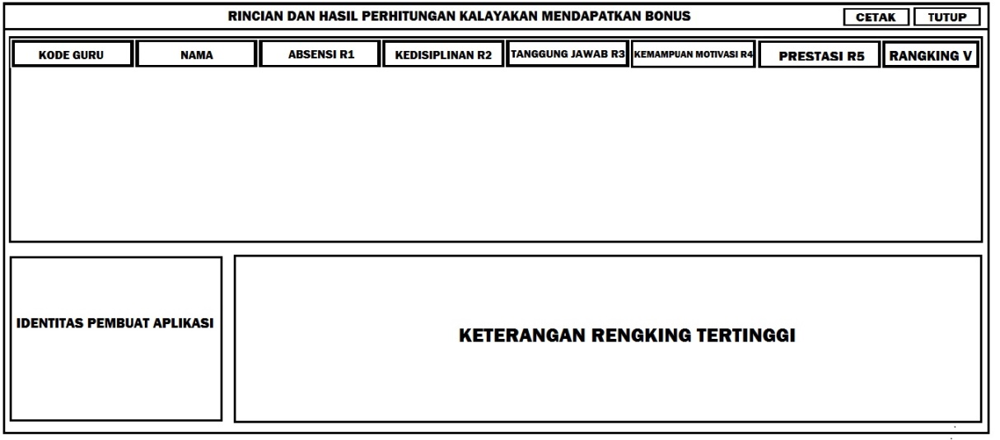 RINCIAN DAN HASIL PERHITUNGAN KALAYAKAN MENDAPATKAN BONUS CETAK TUTUP
KODE GURU NAMA ABSENSI R1 KEDISIPLINAN R2 TANGGUNG JAWAB R3 KEMAMPUAN MOTIVASI R4 PRESTASI R5 RANGKING V
IDENTITAS PEMBUAT APLIKASI
KETERANGAN RENGKING TERTINGGI